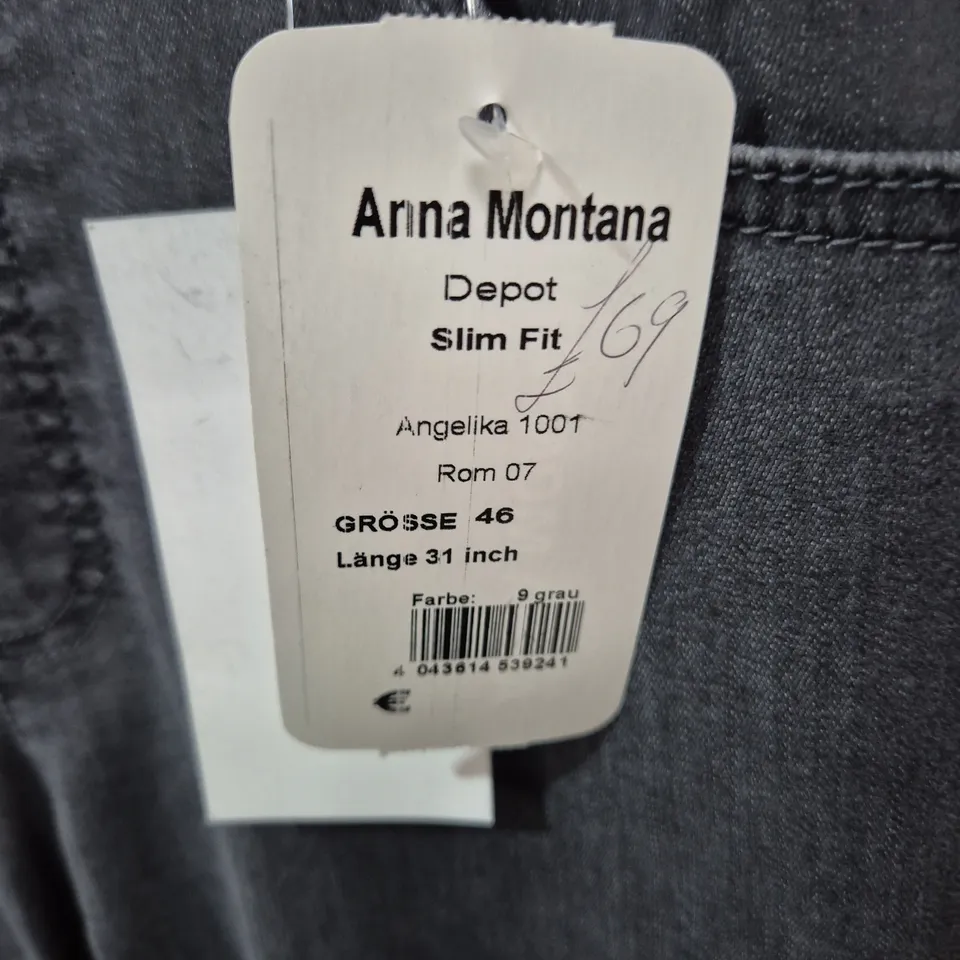 Anna Montana
Depot
Slim Fit
£69
Angelika 1001
Rom 07
GRÖSSE 46
Länge 31 inch
Farbe: 9 grau
4 043614 539241
€